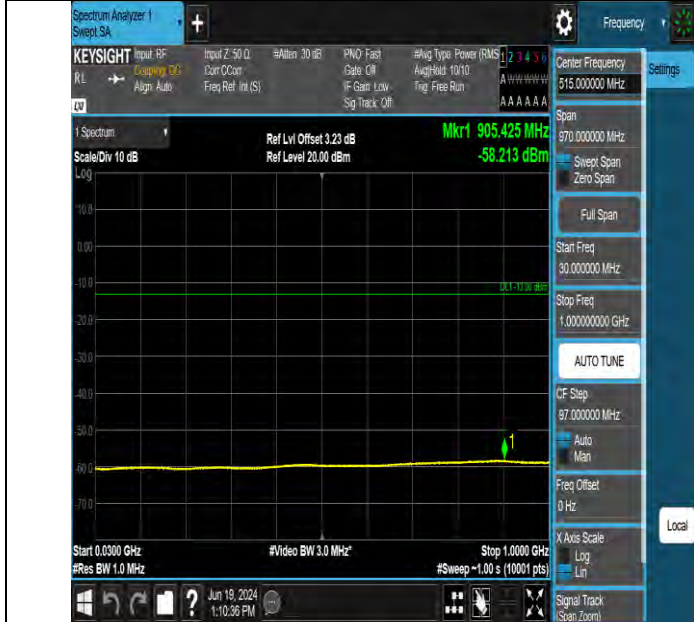 Spectrum Analyzer 1
Swept SA
+
Frequency
KEYSIGHT
RL
Input: RF
Coupling: DC
Align: Auto
Input Z: 50 Ω
Corr CCorr
Freq Ref: Int (S)
#Atten: 30 dB
PNO: Fast
Gate: Off
IF Gain: Low
Sig Track: Off
#Avg Type: Power (RMS
Avg|Hold: 10/10
Trig: Free Run
1 2 3 4 5 6
A W W W W W
A A A A A A
LXI
1 Spectrum
Scale/Div 10 dB
Log
Ref Lvl Offset 3.23 dB
Ref Level 20.00 dBm
Mkr1 905.425 MHz
-58.213 dBm
10.0
0.00
DL1 -13.00 dBm
-10.0
-20.0
-30.0
-40.0
-50.0
1
-60.0
-70.0
Start 0.0300 GHz
#Res BW 1.0 MHz
#Video BW 3.0 MHz*
Stop 1.0000 GHz
#Sweep ~1.00 s (10001 pts)
Jun 19, 2024
1:10:36 PM
?
Center Frequency
515.000000 MHz
Span
970.000000 MHz
Swept Span
Zero Span
Full Span
Start Freq
30.000000 MHz
Stop Freq
1.000000000 GHz
AUTO TUNE
CF Step
97.000000 MHz
Auto
Man
Freq Offset
0 Hz
X Axis Scale
Log
Lin
Signal Track
(Span Zoom)
Settings
Local